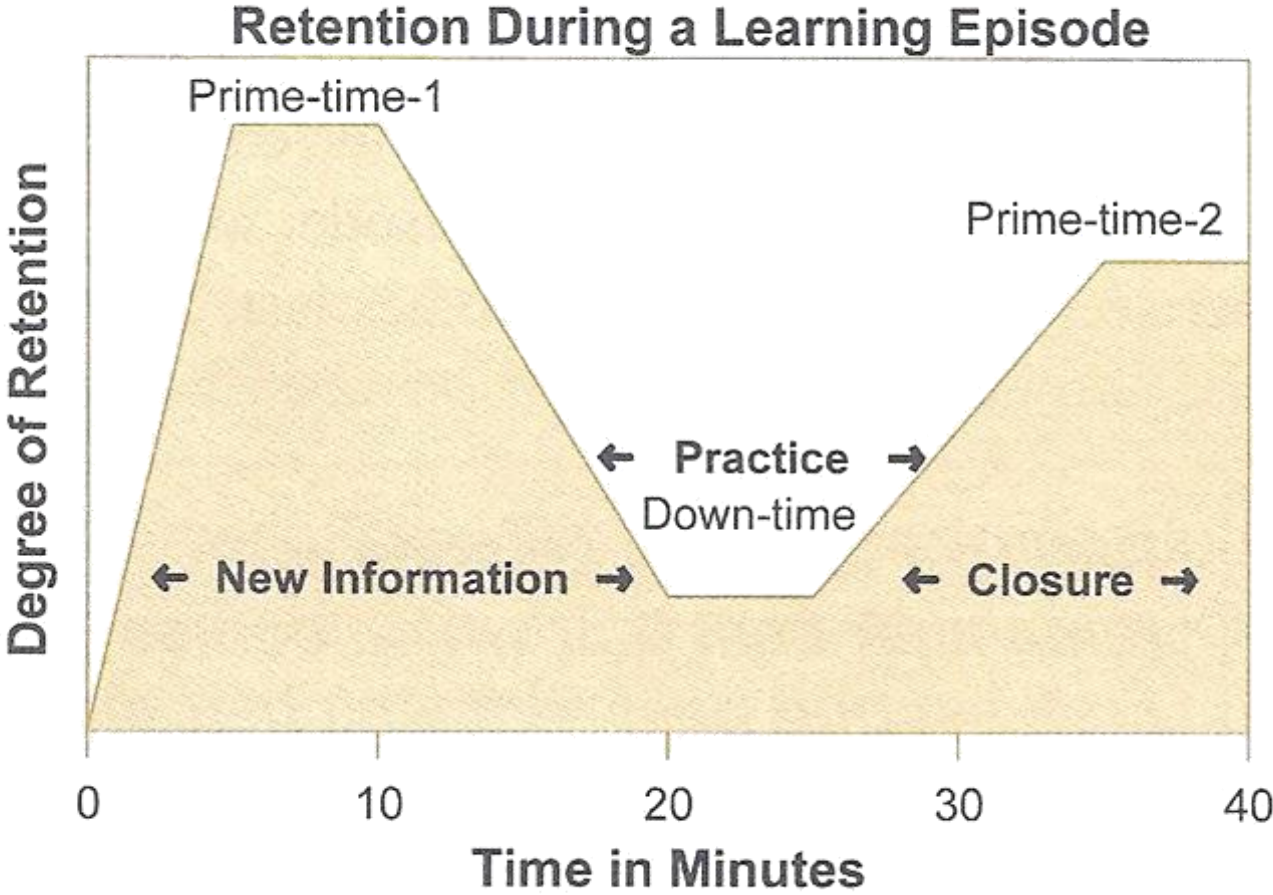 Retention During a Learning Episode
Prime-time-1
Prime-time-2
Degree of Retention
← Practice →
Down-time
← New Information →
← Closure →
0 10 20 30 40
Time in Minutes